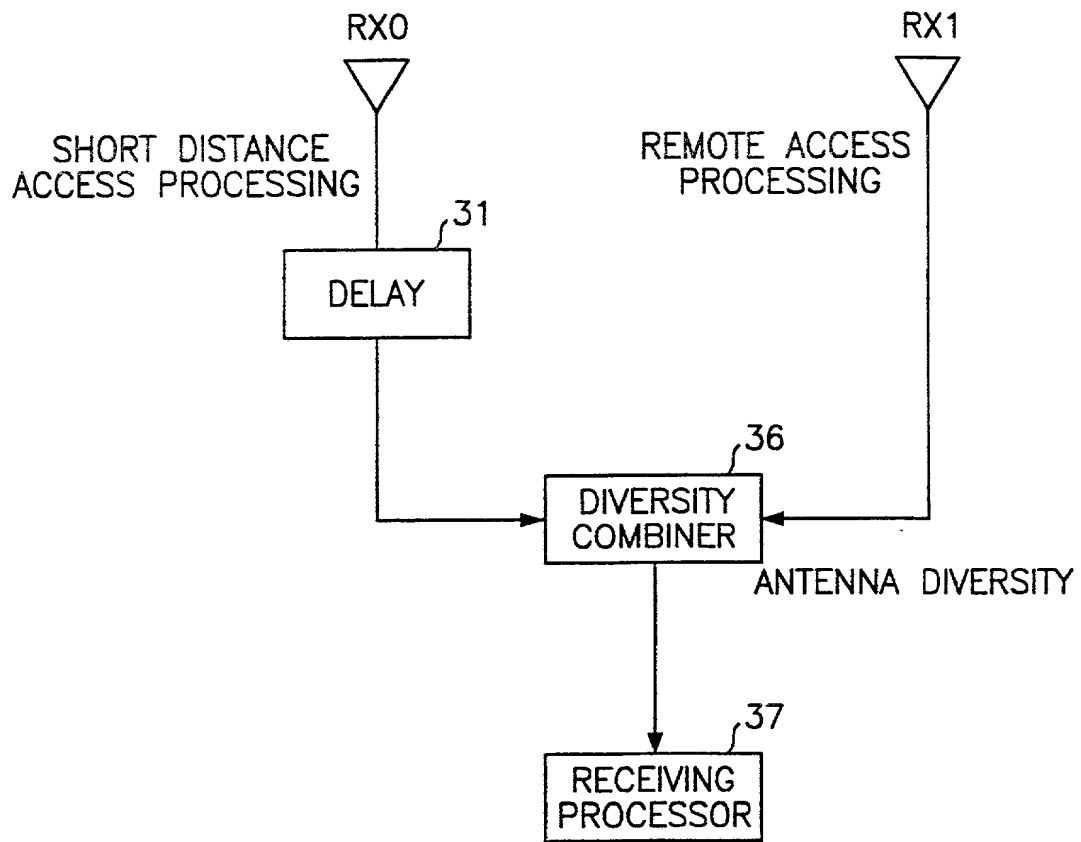 RX0
RX1
SHORT DISTANCE
ACCESS PROCESSING
REMOTE ACCESS
PROCESSING
31
DELAY
36
DIVERSITY
COMBINER
ANTENNA DIVERSITY
37
RECEIVING
PROCESSOR